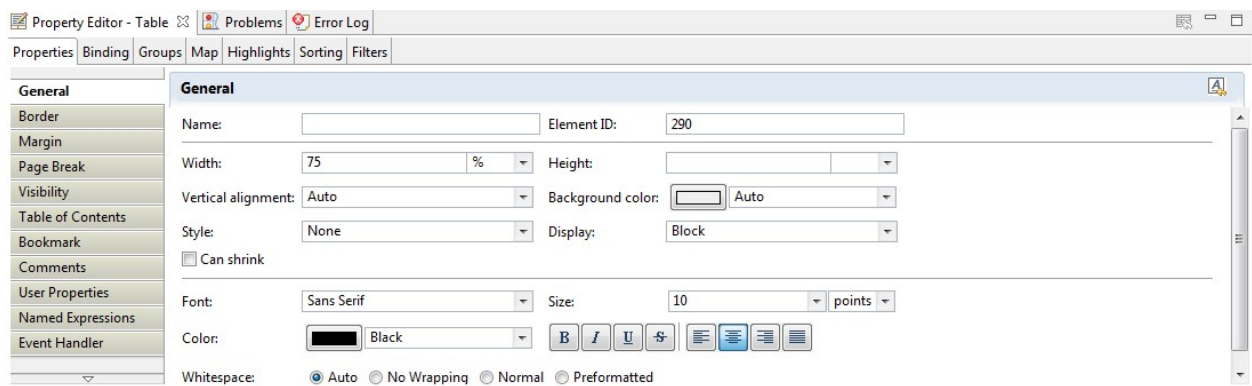 Property Editor - Table Problems Error Log
Properties Binding Groups Map Highlights Sorting Filters
General
Border
Margin
Page Break
Visibility
Table of Contents
Bookmark
Comments
User Properties
Named Expressions
Event Handler
General
Name: Element ID: 290
Width: 75 % Height:
Vertical alignment: Auto Background color: Auto
Style: None Display: Block
Can shrink
Font: Sans Serif Size: 10 points
Color: Black B I U S
Whitespace: Auto No Wrapping Normal Preformatted